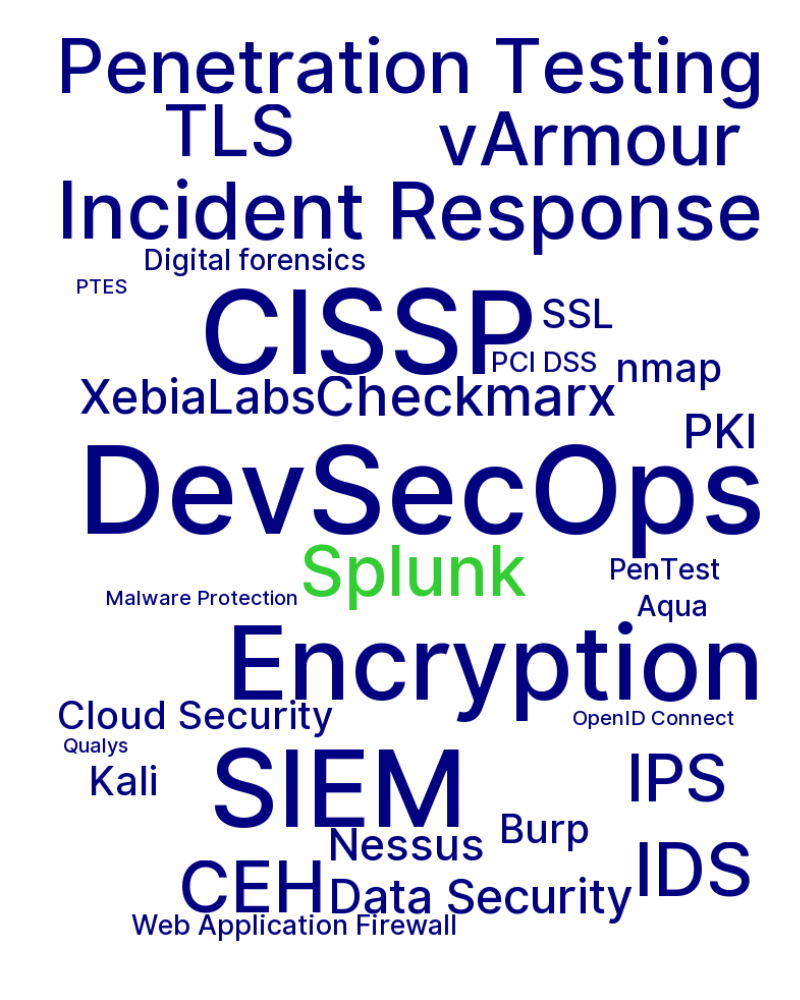 Penetration Testing
TLS
vArmour
Incident Response
Digital forensics
PTES
CISSP
SSL
PCI DSS
nmap
XebiaLabs
Checkmarx
PKI
DevSecOps
Splunk
PenTest
Malware Protection
Aqua
Encryption
Cloud Security
OpenID Connect
Qualys
Kali
SIEM
IPS
Burp
Nessus
IDS
CEH
Data Security
Web Application Firewall